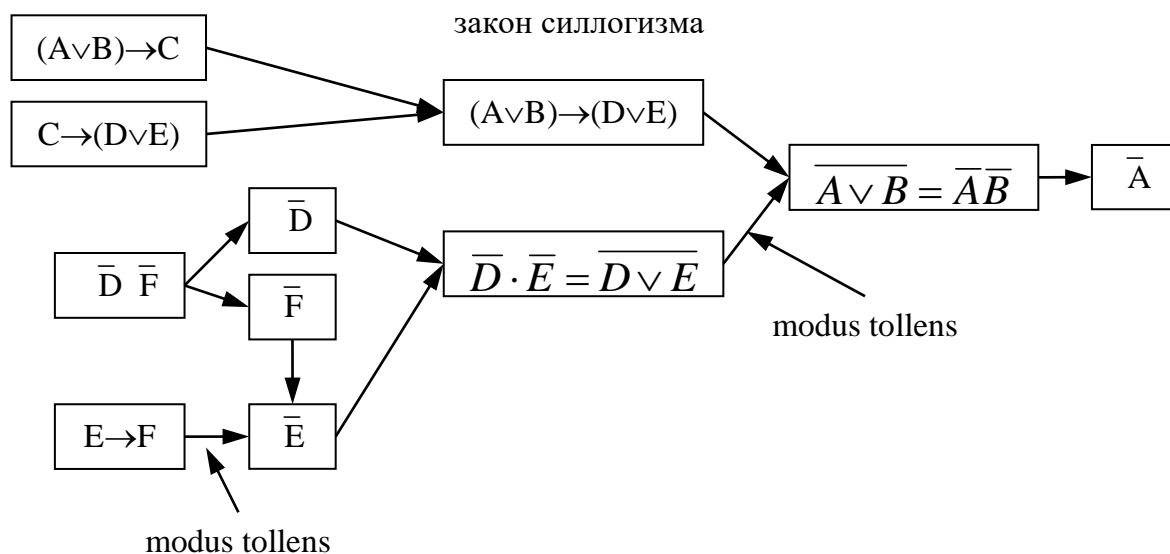 закон силлогизма
(A∨B)→C
C→(D∨E)
(A∨B)→(D∨E)
A̅ ̅∨̅ ̅B̅ = A̅B̅
A̅
D̅
D̅ F̅
F̅
D̅ · E̅ = D̅ ̅∨̅ ̅E̅
modus tollens
E→F
E̅
modus tollens